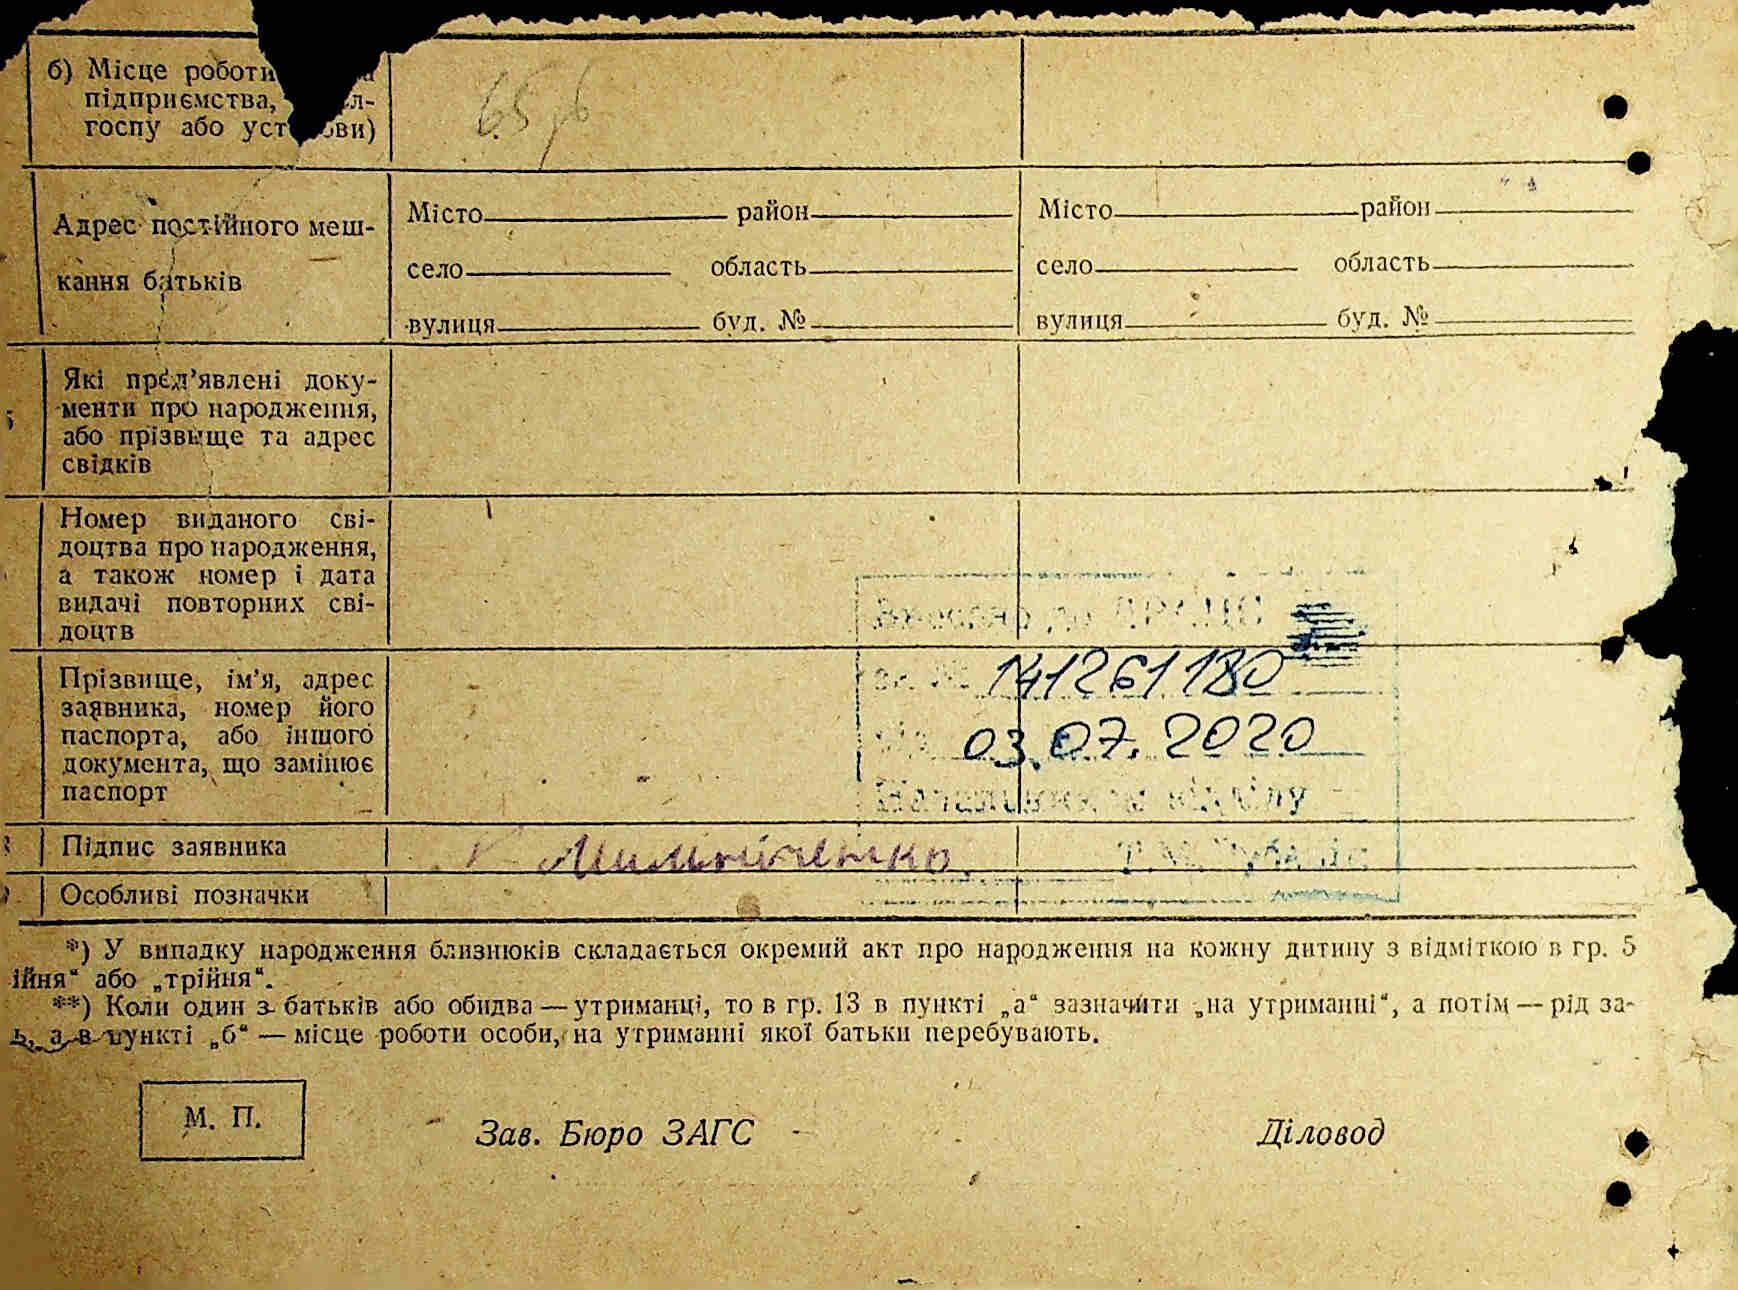 б) Місце роботи
підприємства, л-
госпу або установи)
65
Адрес постійного меш-
кання батьків
Місто район
село область
вулиця буд. №
Місто район
село область
вулиця буд. №
Які пред’явлені доку-
менти про народження,
або прізвище та адрес
свідків
Номер виданого сві-
доцтва про народження,
а також номер і дата
видачі повторних сві-
доцтв
Прізвище, ім’я, адрес
заявника, номер його
паспорта, або іншого
документа, що замінює
паспорт
141261180
03.07.2020
відділу
Підпис заявника
Особливі позначки
*) У випадку народження близнюків складається окремий акт про народження на кожну дитину з відміткою в гр. 5
ійня“ або „трійня“.
**) Коли один з батьків або обидва — утриманці, то в гр. 13 в пункті „а“ зазначити „на утриманні“, а потім — рід за-
ь, а в пункті „б“ — місце роботи особи, на утриманні якої батьки перебувають.
М. П.
Зав. Бюро ЗАГС
Діловод